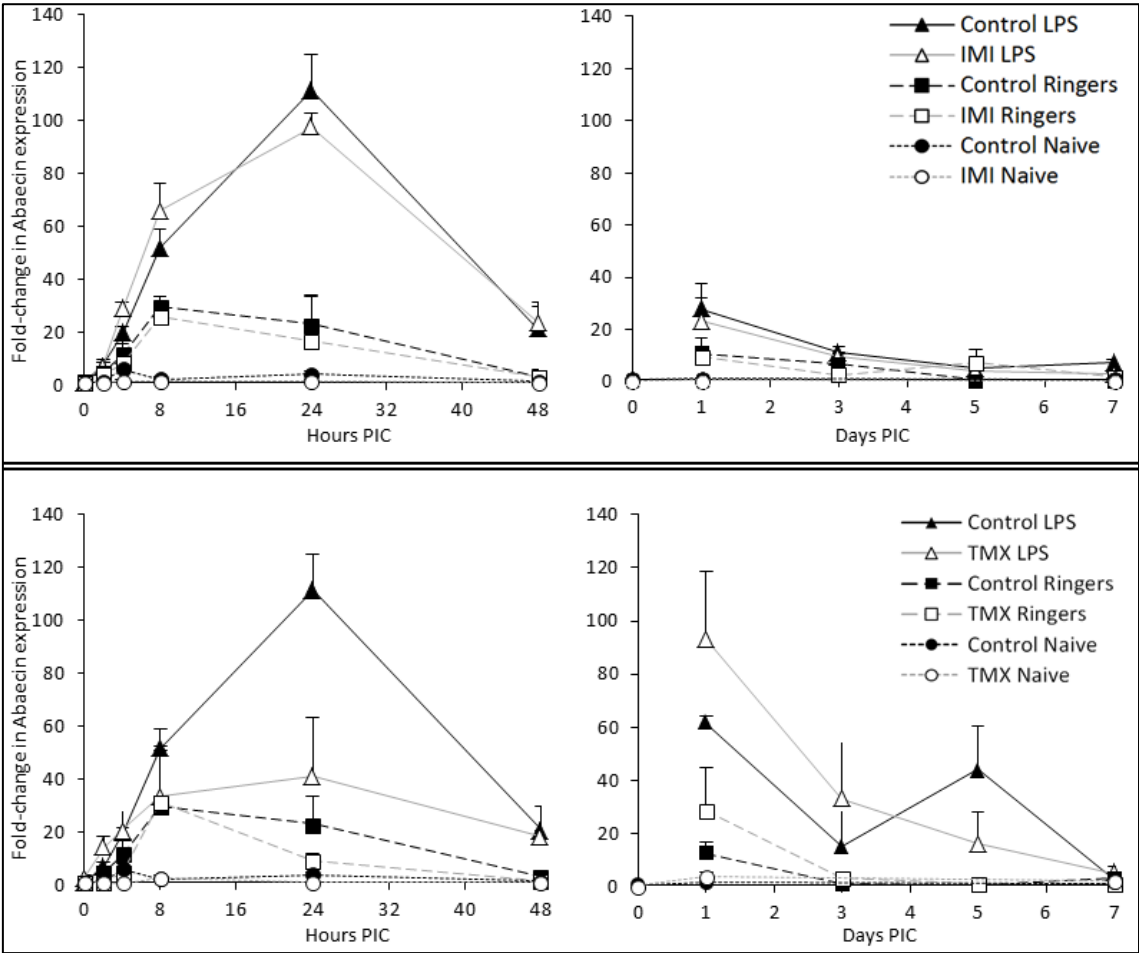 Fold-change in Abaecin expression
140
120
100
80
60
40
20
0
0 8 16 24 32 40 48
Hours PIC
140
120
100
80
60
40
20
0
0 1 2 3 4 5 6 7
Days PIC
Control LPS
IMI LPS
Control Ringers
IMI Ringers
Control Naive
IMI Naive
Fold-change in Abaecin expression
140
120
100
80
60
40
20
0
0 8 16 24 32 40 48
Hours PIC
140
120
100
80
60
40
20
0
0 1 2 3 4 5 6 7
Days PIC
Control LPS
TMX LPS
Control Ringers
TMX Ringers
Control Naive
TMX Naive